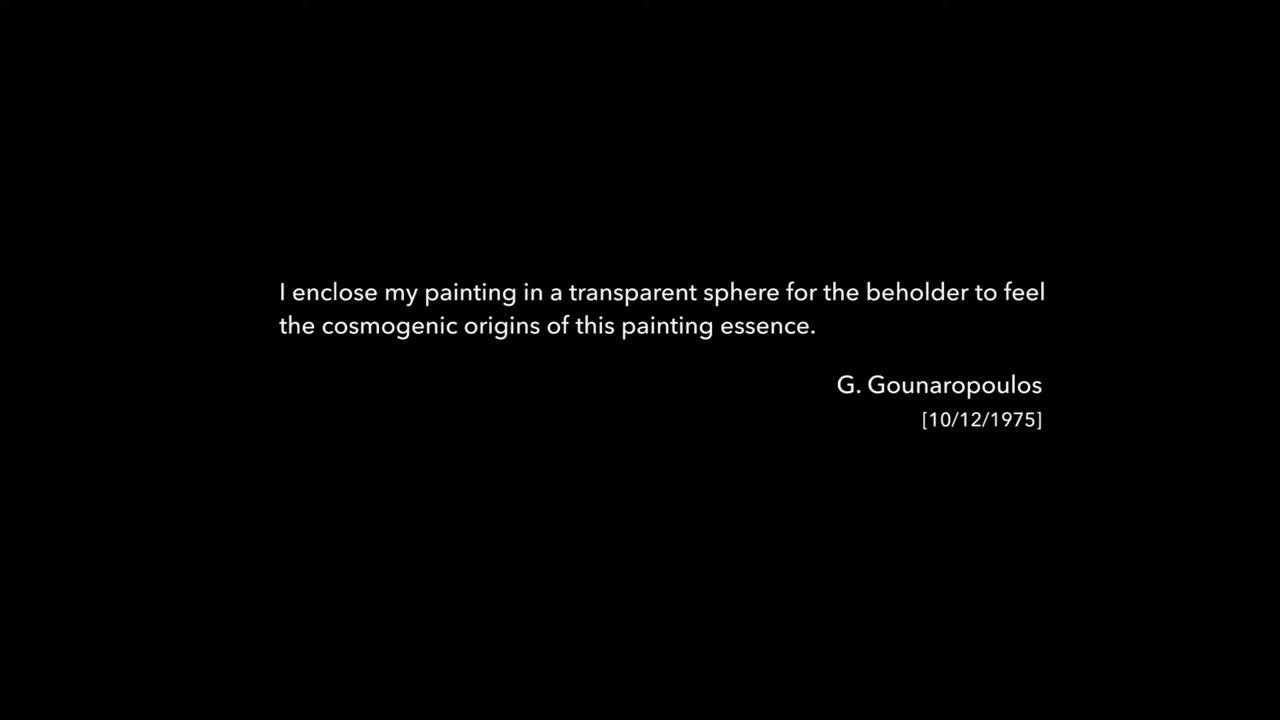 I enclose my painting in a transparent sphere for the beholder to feel
the cosmogenic origins of this painting essence.
G. Gounaropoulos
[10/12/1975]